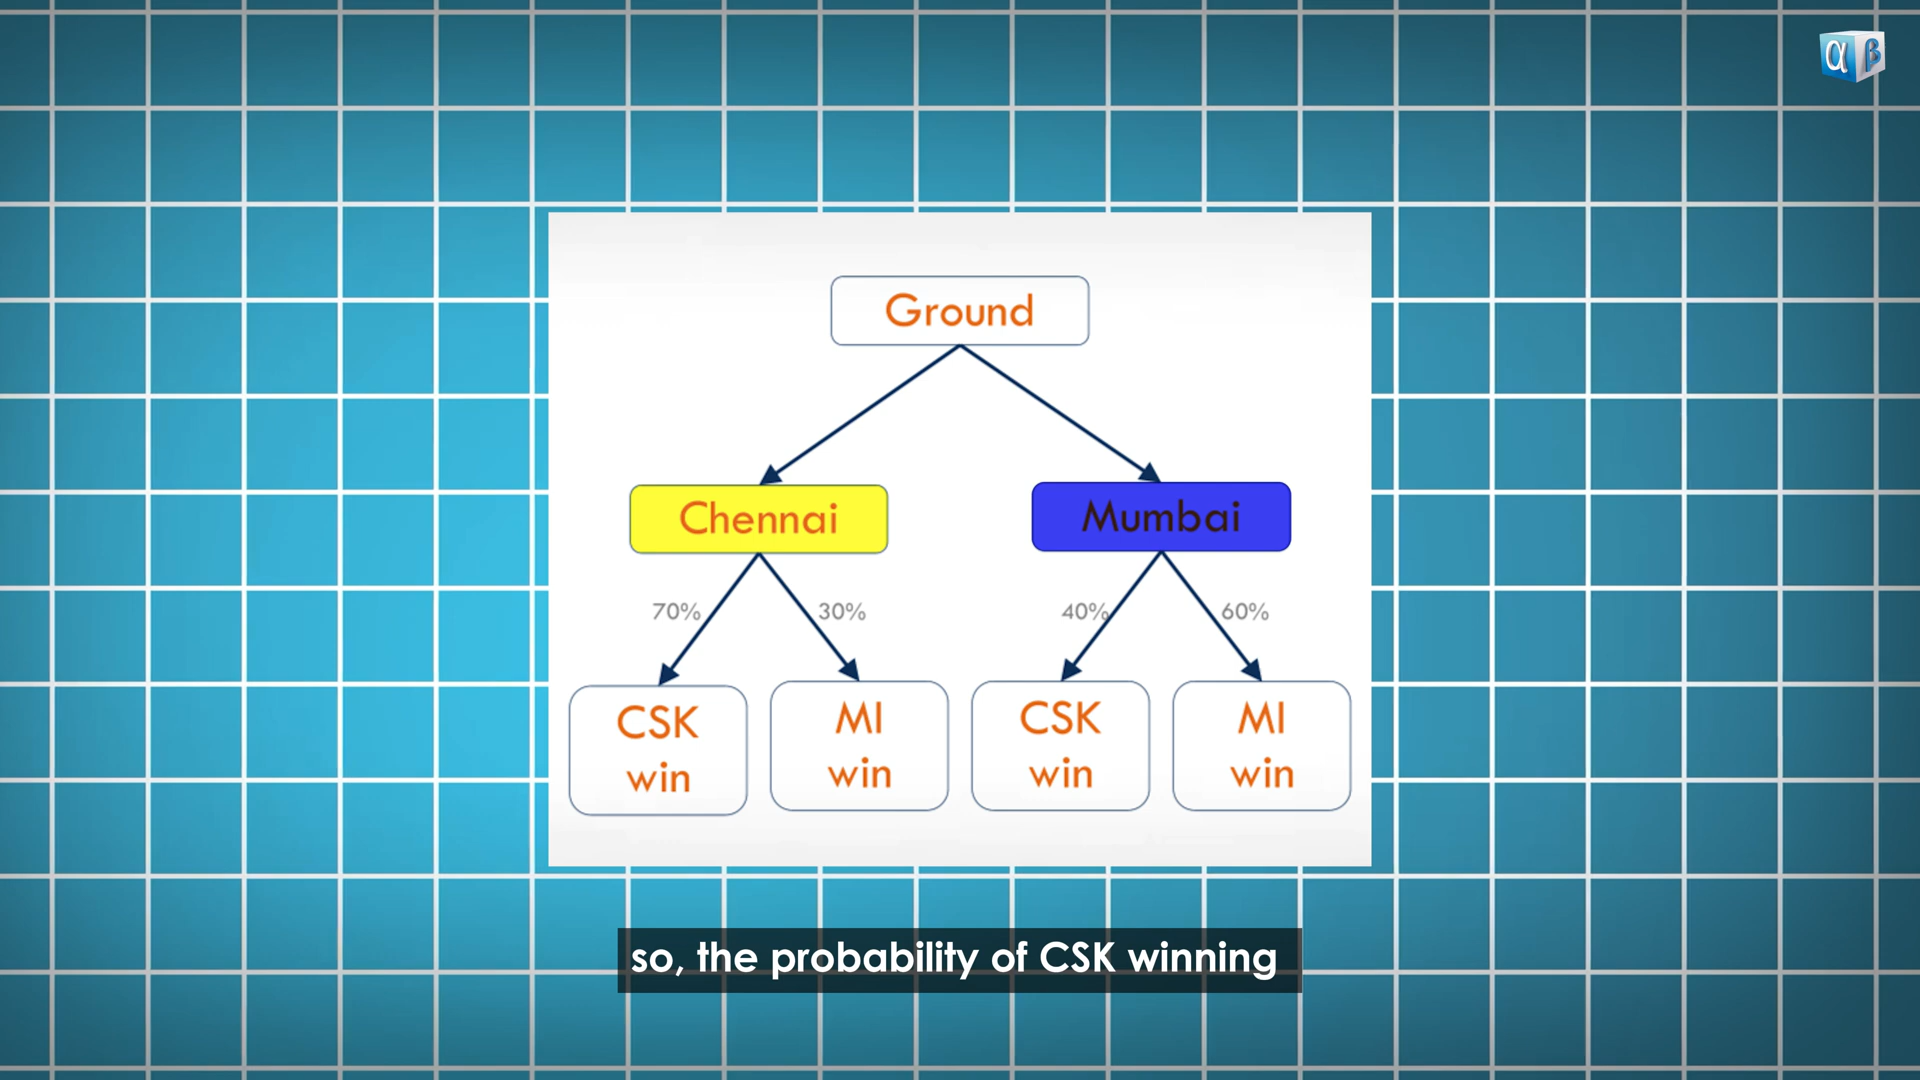 α β
Ground
Chennai
Mumbai
70%
30%
40%
60%
CSK
win
MI
win
CSK
win
MI
win
so, the probability of CSK winning